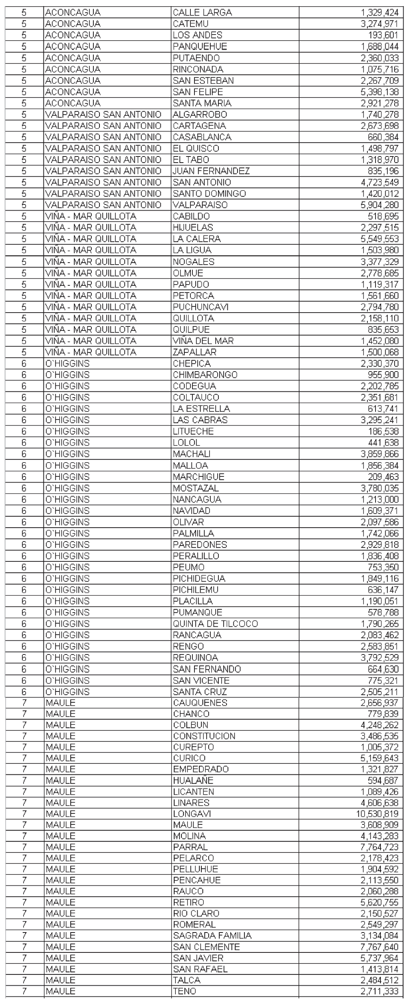 5 ACONCAGUA CALLE LARGA 1,329,424
5 ACONCAGUA CATEMU 3,274,971
5 ACONCAGUA LOS ANDES 193,601
5 ACONCAGUA PANQUEHUE 1,688,044
5 ACONCAGUA PUTAENDO 2,360,033
5 ACONCAGUA RINCONADA 1,075,716
5 ACONCAGUA SAN ESTEBAN 2,267,709
5 ACONCAGUA SAN FELIPE 5,398,138
5 ACONCAGUA SANTA MARIA 2,921,278
5 VALPARAISO SAN ANTONIO ALGARROBO 1,740,278
5 VALPARAISO SAN ANTONIO CARTAGENA 2,673,698
5 VALPARAISO SAN ANTONIO CASABLANCA 660,384
5 VALPARAISO SAN ANTONIO EL QUISCO 1,498,797
5 VALPARAISO SAN ANTONIO EL TABO 1,318,970
5 VALPARAISO SAN ANTONIO JUAN FERNANDEZ 835,196
5 VALPARAISO SAN ANTONIO SAN ANTONIO 4,723,549
5 VALPARAISO SAN ANTONIO SANTO DOMINGO 1,420,012
5 VALPARAISO SAN ANTONIO VALPARAISO 5,904,280
5 VIÑA - MAR QUILLOTA CABILDO 518,695
5 VIÑA - MAR QUILLOTA HIJUELAS 2,297,515
5 VIÑA - MAR QUILLOTA LA CALERA 5,549,553
5 VIÑA - MAR QUILLOTA LA LIGUA 1,503,980
5 VIÑA - MAR QUILLOTA NOGALES 3,377,329
5 VIÑA - MAR QUILLOTA OLMUE 2,778,685
5 VIÑA - MAR QUILLOTA PAPUDO 1,119,317
5 VIÑA - MAR QUILLOTA PETORCA 1,561,660
5 VIÑA - MAR QUILLOTA PUCHUNCAVI 2,794,780
5 VIÑA - MAR QUILLOTA QUILLOTA 2,158,110
5 VIÑA - MAR QUILLOTA QUILPUE 835,653
5 VIÑA - MAR QUILLOTA VIÑA DEL MAR 1,452,080
5 VIÑA - MAR QUILLOTA ZAPALLAR 1,500,068
6 O`HIGGINS CHEPICA 2,330,370
6 O`HIGGINS CHIMBARONGO 955,900
6 O`HIGGINS CODEGUA 2,202,785
6 O`HIGGINS COLTAUCO 2,351,681
6 O`HIGGINS LA ESTRELLA 613,741
6 O`HIGGINS LAS CABRAS 3,295,241
6 O`HIGGINS LITUECHE 186,538
6 O`HIGGINS LOLOL 441,638
6 O`HIGGINS MACHALI 3,859,866
6 O`HIGGINS MALLOA 1,856,384
6 O`HIGGINS MARCHIGUE 209,463
6 O`HIGGINS MOSTAZAL 3,780,035
6 O`HIGGINS NANCAGUA 1,213,000
6 O`HIGGINS NAVIDAD 1,609,371
6 O`HIGGINS OLIVAR 2,097,586
6 O`HIGGINS PALMILLA 1,742,066
6 O`HIGGINS PAREDONES 2,929,818
6 O`HIGGINS PERALILLO 1,836,408
6 O`HIGGINS PEUMO 753,350
6 O`HIGGINS PICHIDEGUA 1,849,116
6 O`HIGGINS PICHILEMU 636,147
6 O`HIGGINS PLACILLA 1,190,051
6 O`HIGGINS PUMANQUE 578,788
6 O`HIGGINS QUINTA DE TILCOCO 1,790,265
6 O`HIGGINS RANCAGUA 2,083,462
6 O`HIGGINS RENGO 2,583,851
6 O`HIGGINS REQUINOA 3,792,529
6 O`HIGGINS SAN FERNANDO 664,630
6 O`HIGGINS SAN VICENTE 775,321
6 O`HIGGINS SANTA CRUZ 2,505,211
7 MAULE CAUQUENES 2,656,937
7 MAULE CHANCO 779,839
7 MAULE COLBUN 4,248,262
7 MAULE CONSTITUCION 3,486,535
7 MAULE CUREPTO 1,005,372
7 MAULE CURICO 5,159,643
7 MAULE EMPEDRADO 1,321,827
7 MAULE HUALAÑE 594,687
7 MAULE LICANTEN 1,089,426
7 MAULE LINARES 4,606,638
7 MAULE LONGAVI 10,530,819
7 MAULE MAULE 3,608,909
7 MAULE MOLINA 4,143,283
7 MAULE PARRAL 7,764,723
7 MAULE PELARCO 2,178,423
7 MAULE PELLUHUE 1,904,592
7 MAULE PENCAHUE 2,113,550
7 MAULE RAUCO 2,060,288
7 MAULE RETIRO 5,620,755
7 MAULE RIO CLARO 2,150,527
7 MAULE ROMERAL 2,549,297
7 MAULE SAGRADA FAMILIA 3,134,084
7 MAULE SAN CLEMENTE 7,767,640
7 MAULE SAN JAVIER 5,737,964
7 MAULE SAN RAFAEL 1,413,814
7 MAULE TALCA 2,484,512
7 MAULE TENO 2,711,333